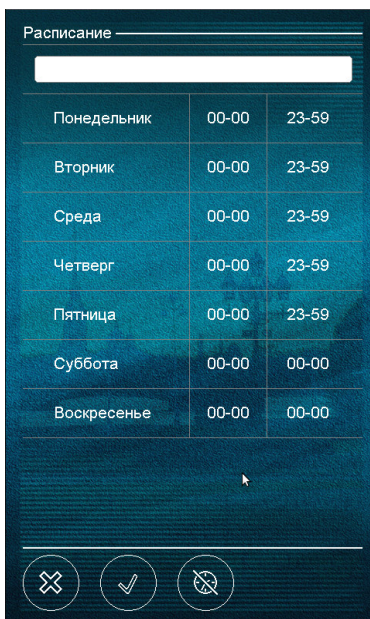 Расписание
Понедельник 00-00 23-59
Вторник 00-00 23-59
Среда 00-00 23-59
Четверг 00-00 23-59
Пятница 00-00 23-59
Суббота 00-00 00-00
Воскресенье 00-00 00-00